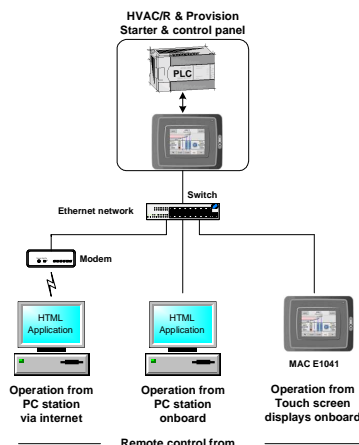 HVAC/R & Provision
Starter & control panel
PLC
Switch
Ethernet network
Modem
HTML
Application
HTML
Application
MAC E1041
Operation from
PC station
via internet
Operation from
PC station
onboard
Operation from
Touch screen
displays onboard
Remote control from